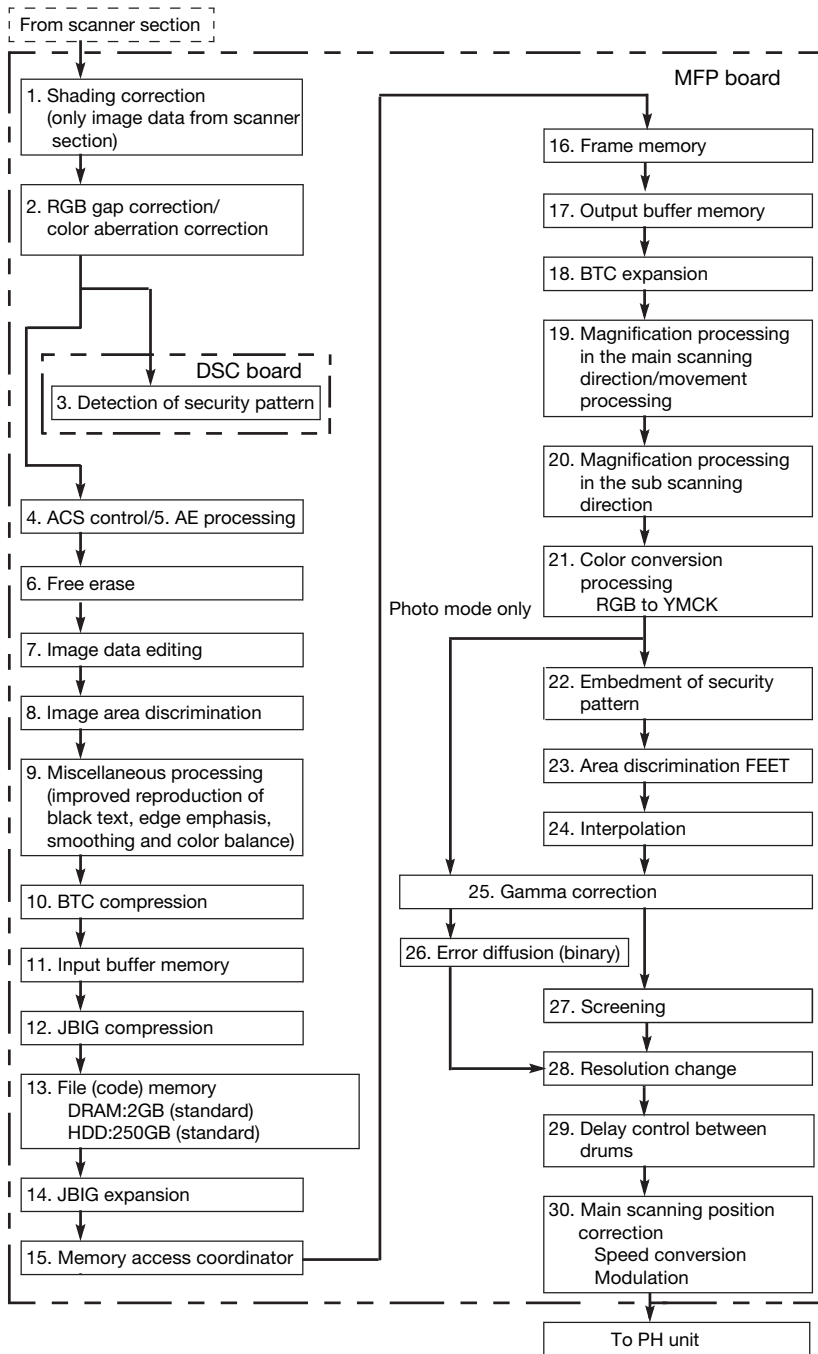 From scanner section
MFP board
1. Shading correction
(only image data from scanner
section)
2. RGB gap correction/
color aberration correction
DSC board
3. Detection of security pattern
4. ACS control/5. AE processing
6. Free erase
7. Image data editing
8. Image area discrimination
9. Miscellaneous processing
(improved reproduction of
black text, edge emphasis,
smoothing and color balance)
10. BTC compression
11. Input buffer memory
12. JBIG compression
13. File (code) memory
DRAM:2GB (standard)
HDD:250GB (standard)
14. JBIG expansion
15. Memory access coordinator
16. Frame memory
17. Output buffer memory
18. BTC expansion
19. Magnification processing
in the main scanning
direction/movement
processing
20. Magnification processing
in the sub scanning
direction
21. Color conversion
processing
RGB to YMCK
Photo mode only
22. Embedment of security
pattern
23. Area discrimination FEET
24. Interpolation
25. Gamma correction
26. Error diffusion (binary)
27. Screening
28. Resolution change
29. Delay control between
drums
30. Main scanning position
correction
Speed conversion
Modulation
To PH unit